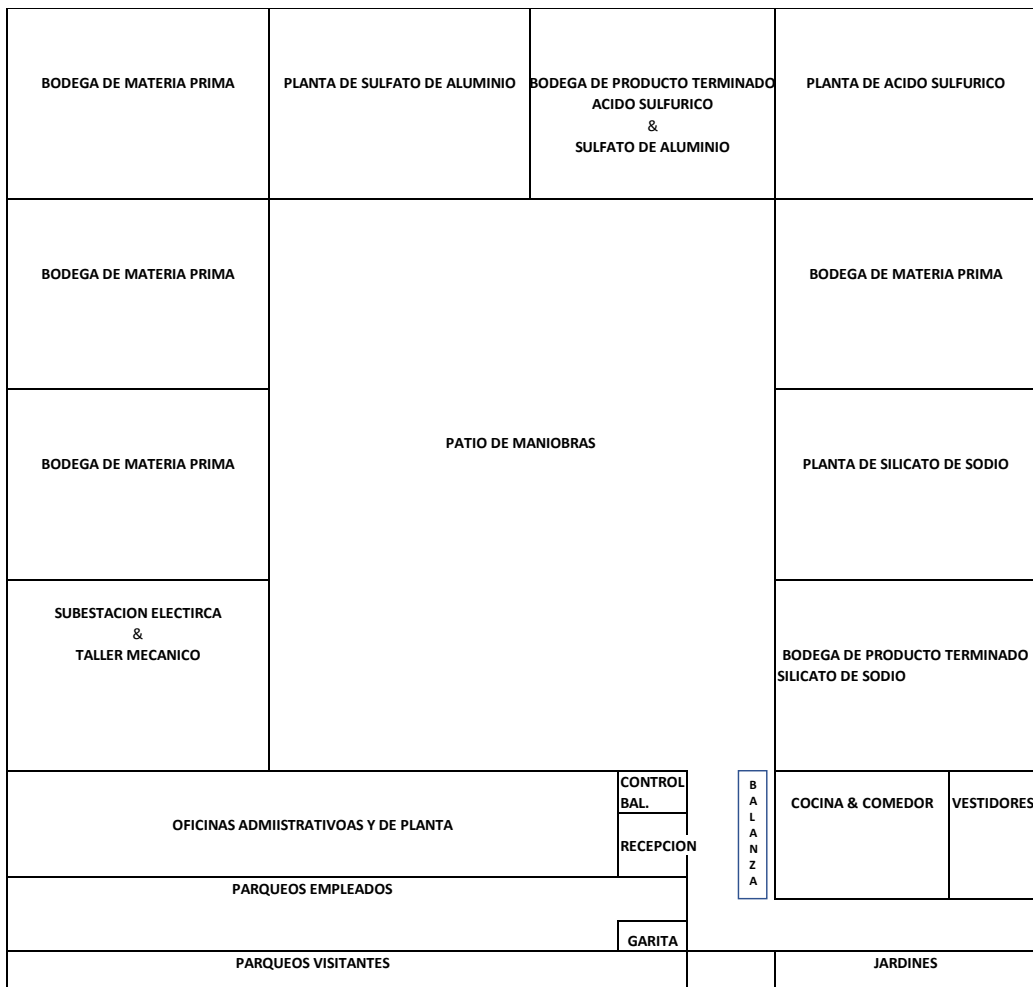 BODEGA DE MATERIA PRIMA
PLANTA DE SULFATO DE ALUMINIO
BODEGA DE PRODUCTO TERMINADO
ACIDO SULFURICO
&
SULFATO DE ALUMINIO
PLANTA DE ACIDO SULFURICO
BODEGA DE MATERIA PRIMA
BODEGA DE MATERIA PRIMA
BODEGA DE MATERIA PRIMA
PATIO DE MANIOBRAS
PLANTA DE SILICATO DE SODIO
SUBESTACION ELECTIRCA
&
TALLER MECANICO
BODEGA DE PRODUCTO TERMINADO
SILICATO DE SODIO
OFICINAS ADMIISTRATIVOAS Y DE PLANTA
CONTROL
BAL.
RECEPCION
B
A
L
A
N
Z
A
COCINA & COMEDOR
VESTIDORES
PARQUEOS EMPLEADOS
GARITA
PARQUEOS VISITANTES
JARDINES